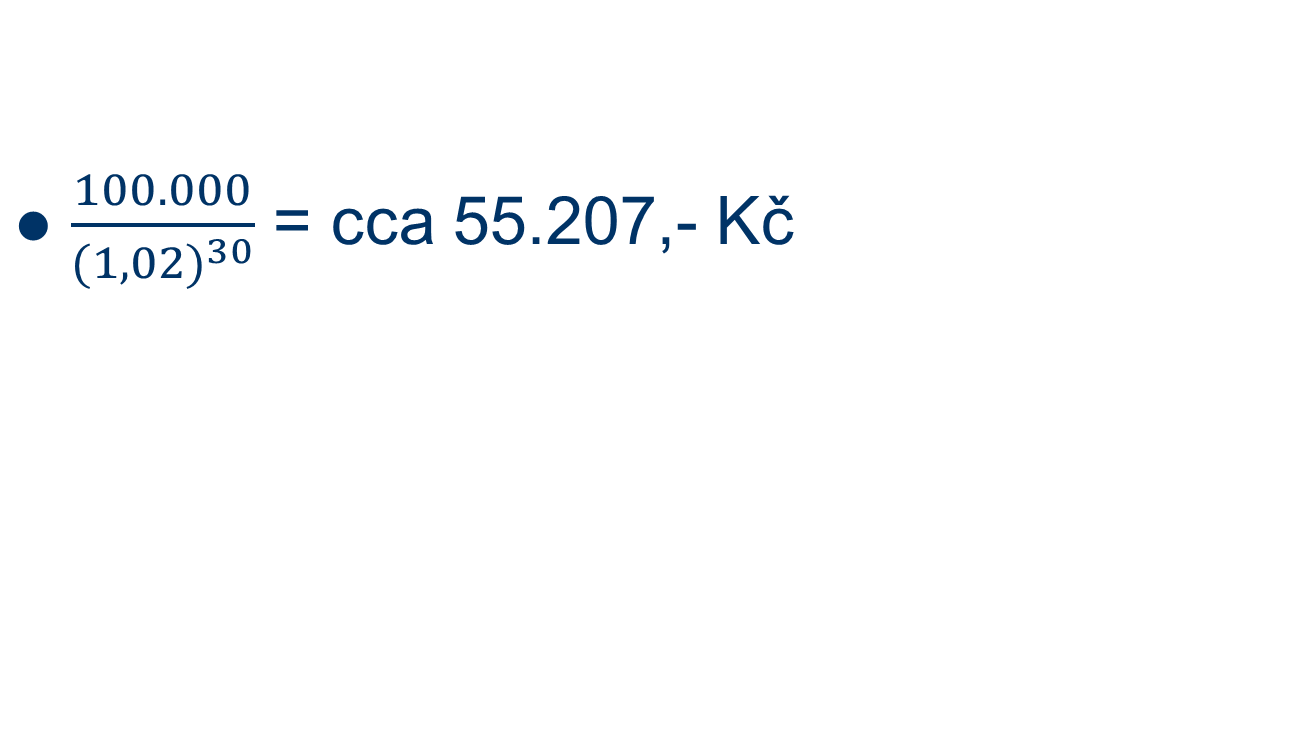 • 100.000 / (1,02)³⁰ = cca 55.207,- Kč